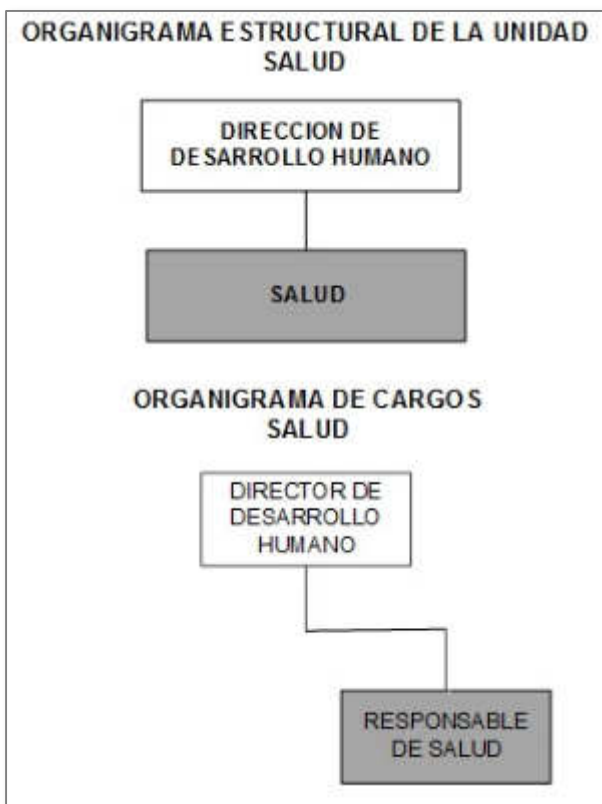 ORGANIGRAMA ESTRUCTURAL DE LA UNIDAD
SALUD
DIRECCION DE
DESARROLLO HUMANO
SALUD
ORGANIGRAMA DE CARGOS
SALUD
DIRECTOR DE
DESARROLLO
HUMANO
RESPONSABLE
DE SALUD